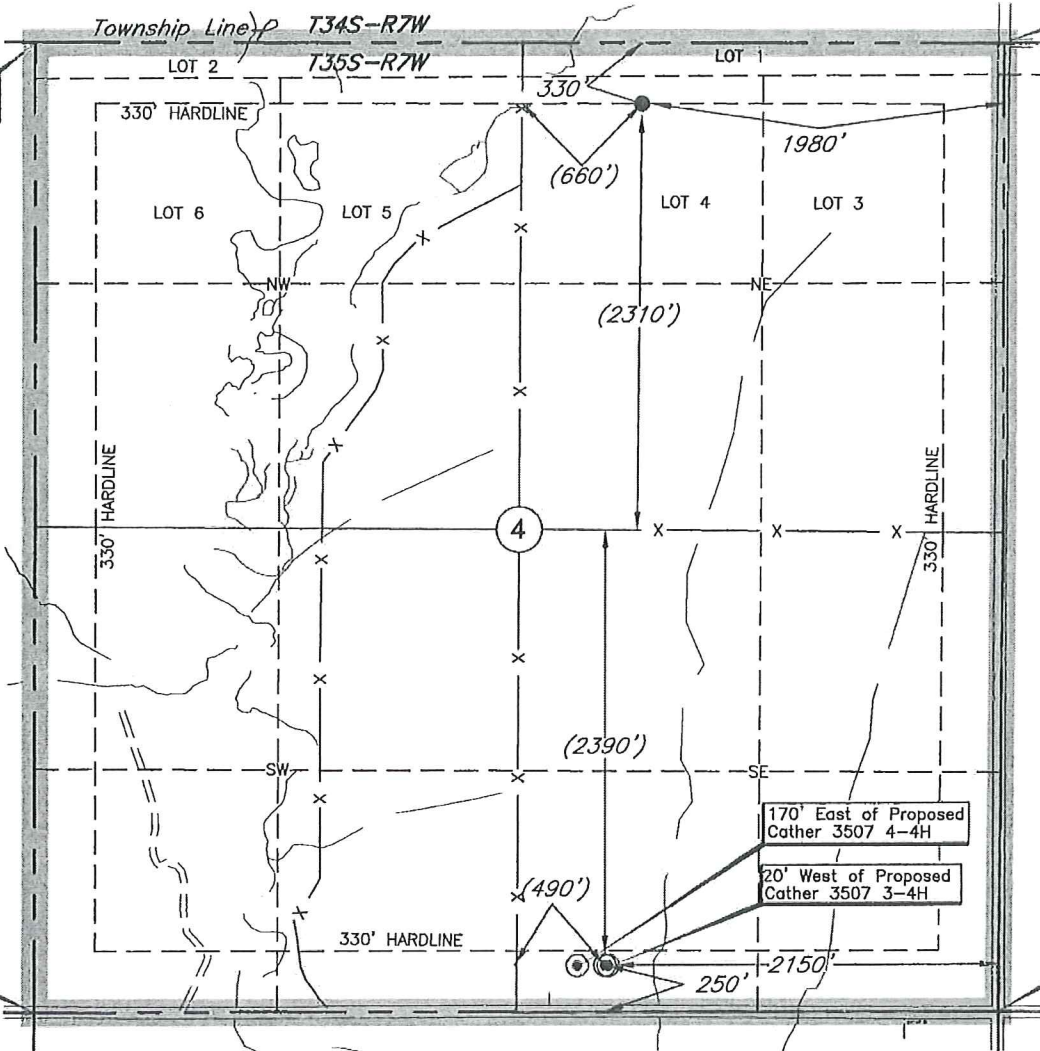 Township Line
T34S-R7W
T35S-R7W
LOT 2
LOT 1
330' HARDLINE
330'
1980'
(660')
LOT 6
LOT 5
LOT 4
LOT 3
NW
NE
(2310')
330' HARDLINE
330' HARDLINE
4
(2390')
SW
SE
170' East of Proposed
Cather 3507 4-4H
20' West of Proposed
Cather 3507 3-4H
(490')
330' HARDLINE
2150'
250'